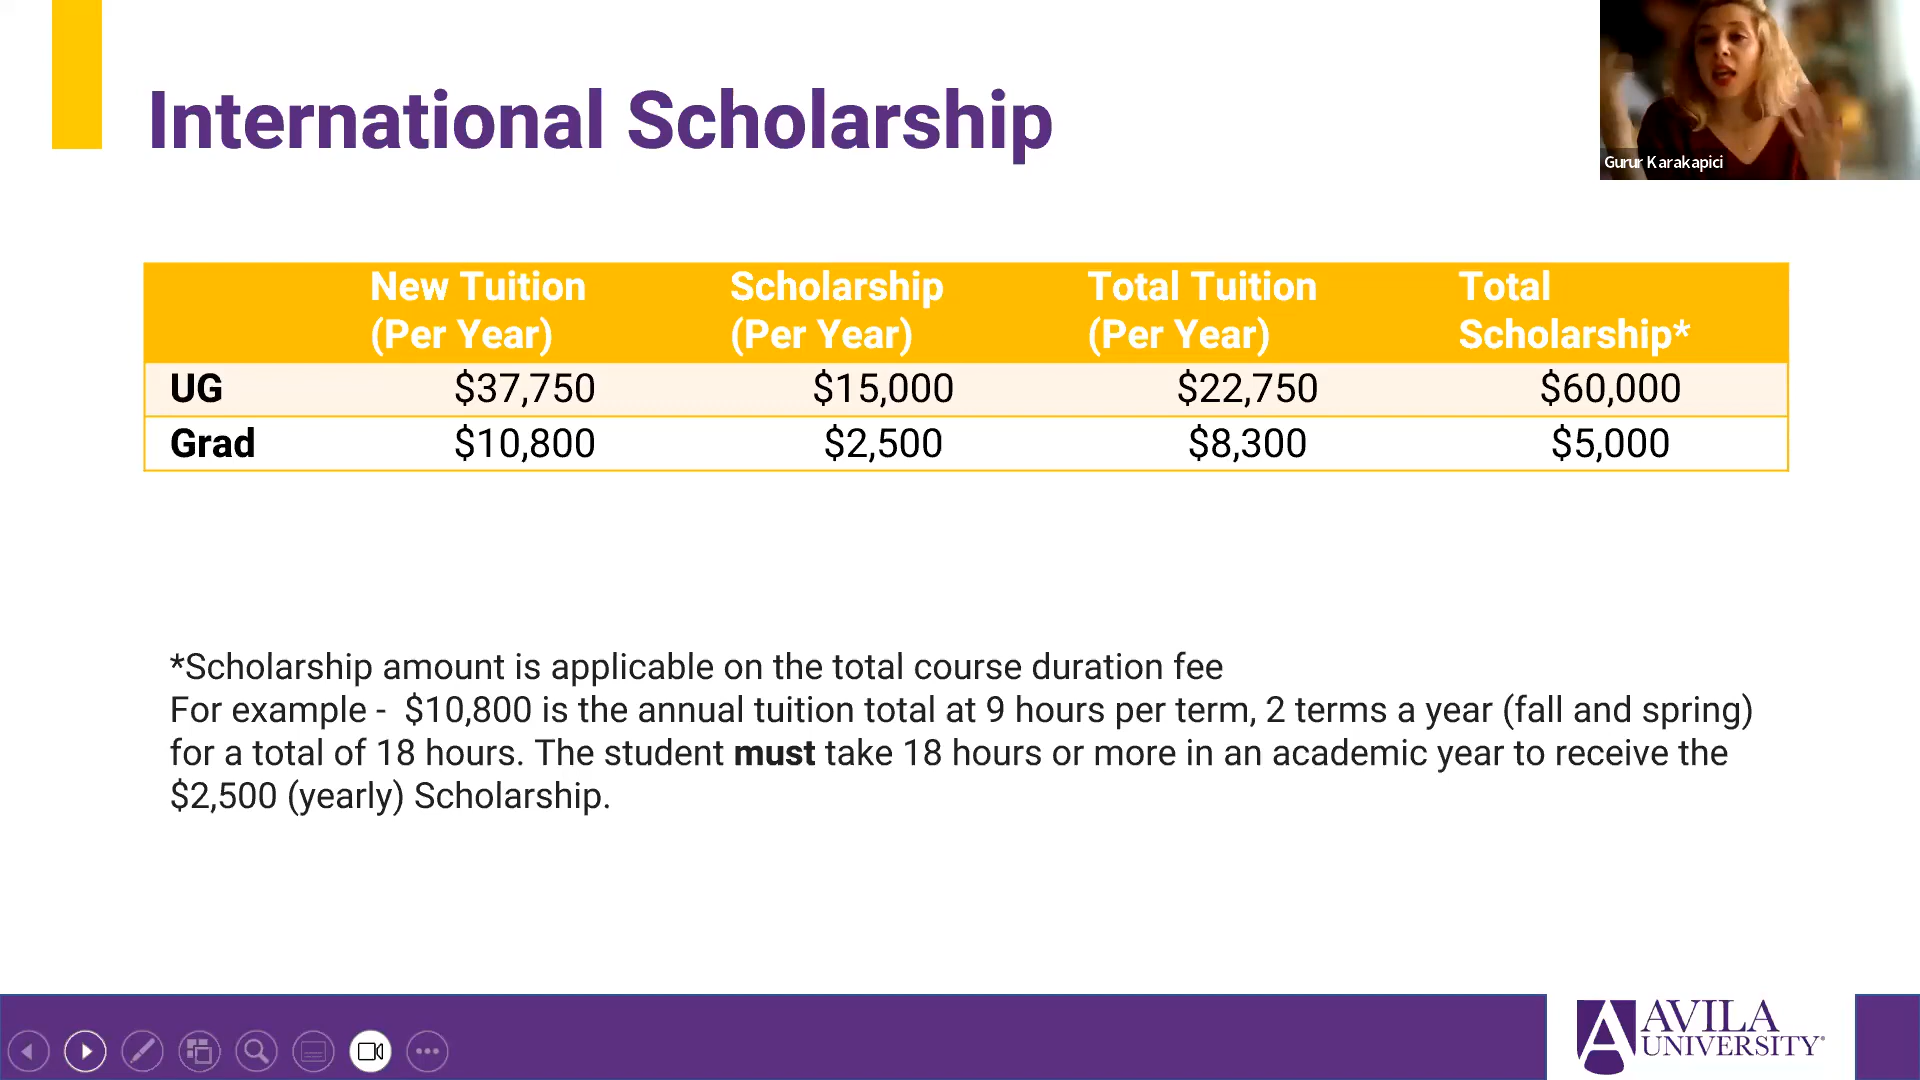 International Scholarship
Gurur Karakapici
New Tuition (Per Year) Scholarship (Per Year) Total Tuition (Per Year) Total Scholarship*
UG $37,750 $15,000 $22,750 $60,000
Grad $10,800 $2,500 $8,300 $5,000
*Scholarship amount is applicable on the total course duration fee
For example - $10,800 is the annual tuition total at 9 hours per term, 2 terms a year (fall and spring)
for a total of 18 hours. The student must take 18 hours or more in an academic year to receive the
$2,500 (yearly) Scholarship.
AVILA
UNIVERSITY®